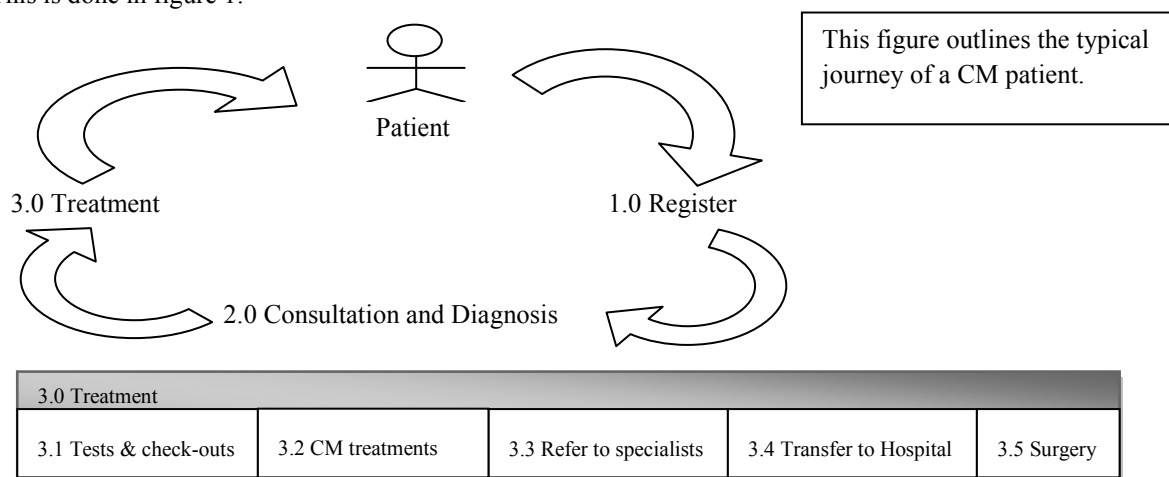 This is done in figure 1.
This figure outlines the typical
journey of a CM patient.
Patient
3.0 Treatment
1.0 Register
2.0 Consultation and Diagnosis
3.0 Treatment
3.1 Tests & check-outs
3.2 CM treatments
3.3 Refer to specialists
3.4 Transfer to Hospital
3.5 Surgery